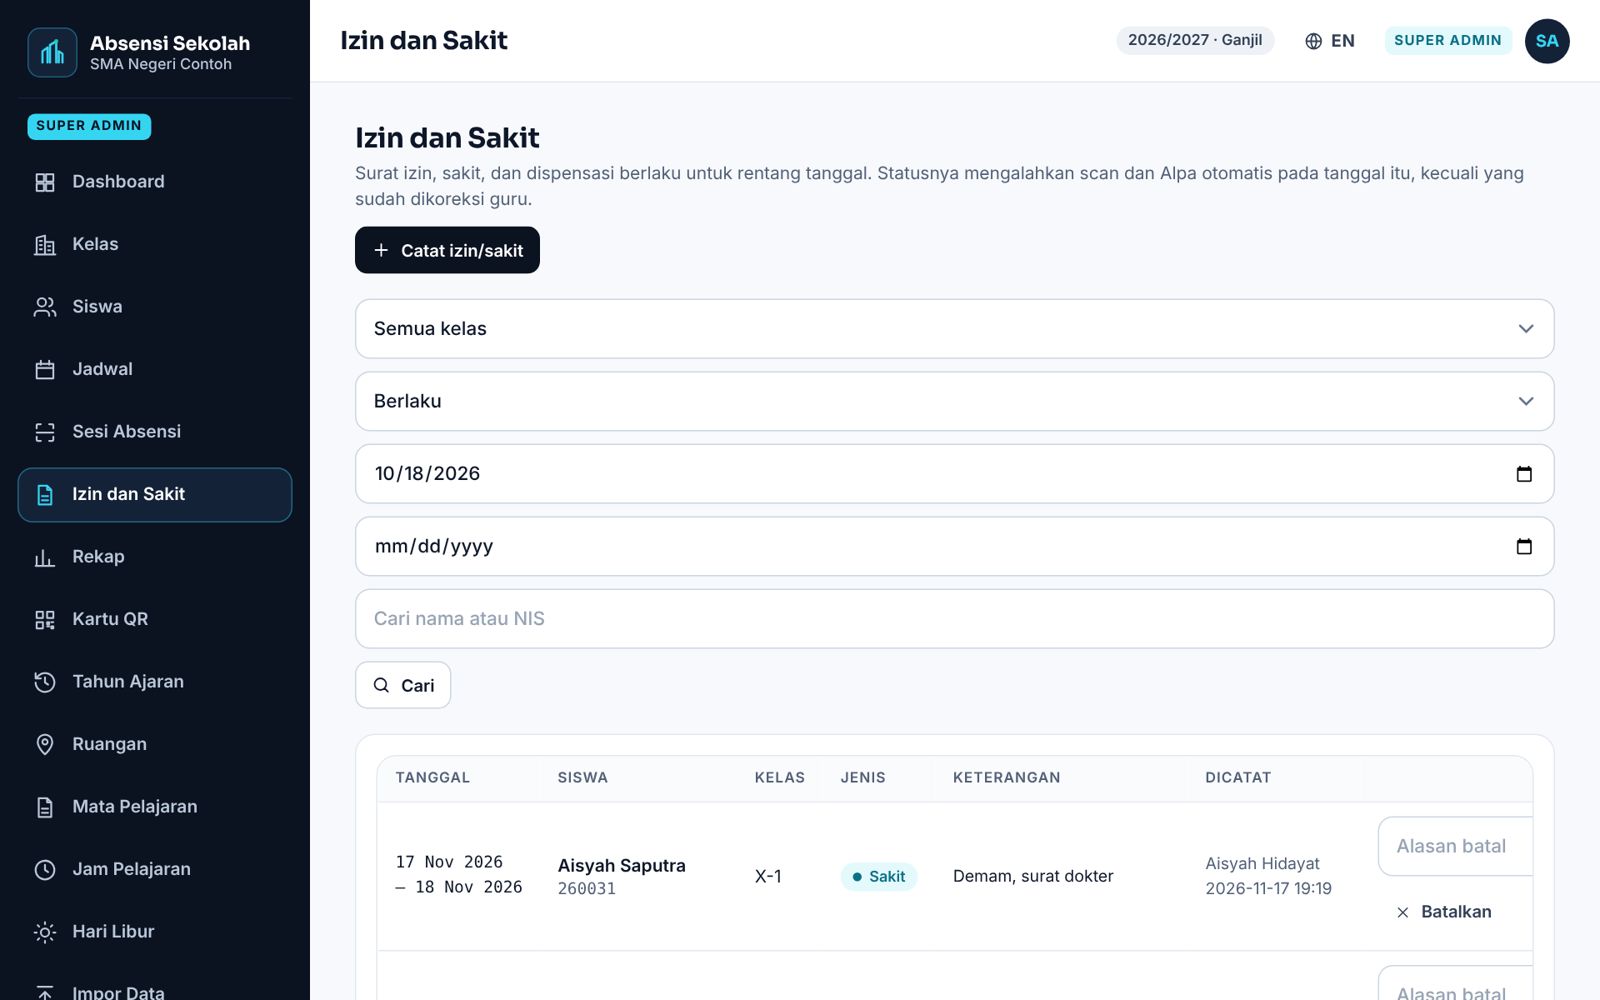 Absensi Sekolah
SMA Negeri Contoh
SUPER ADMIN
Dashboard
Kelas
Siswa
Jadwal
Sesi Absensi
Izin dan Sakit
Rekap
Kartu QR
Tahun Ajaran
Ruangan
Mata Pelajaran
Jam Pelajaran
Hari Libur
Impor Data
Izin dan Sakit
2026/2027 · Ganjil
EN
SUPER ADMIN
SA
Izin dan Sakit
Surat izin, sakit, dan dispensasi berlaku untuk rentang tanggal. Statusnya mengalahkan scan dan Alpa otomatis pada tanggal itu, kecuali yang
sudah dikoreksi guru.
+ Catat izin/sakit
Semua kelas
Berlaku
10/18/2026
mm/dd/yyyy
Cari nama atau NIS
Cari
TANGGAL SISWA KELAS JENIS KETERANGAN DICATAT
17 Nov 2026
– 18 Nov 2026
Aisyah Saputra
260031
X-1
Sakit
Demam, surat dokter
Aisyah Hidayat
2026-11-17 19:19
Alasan batal
Batalkan
Alasan batal